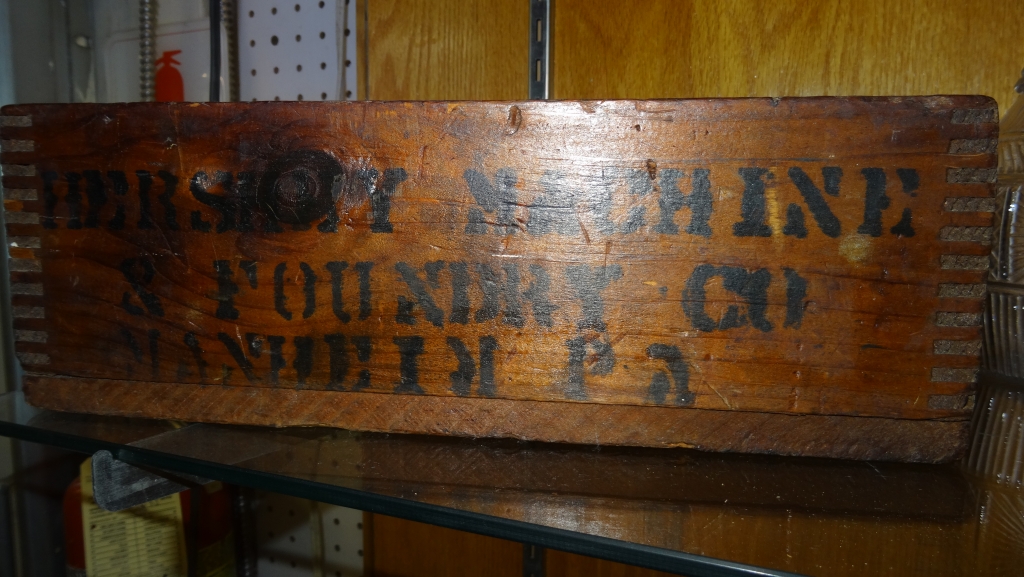 HERSHEY MACHINE
& FOUNDRY CO
MANHEIM PA